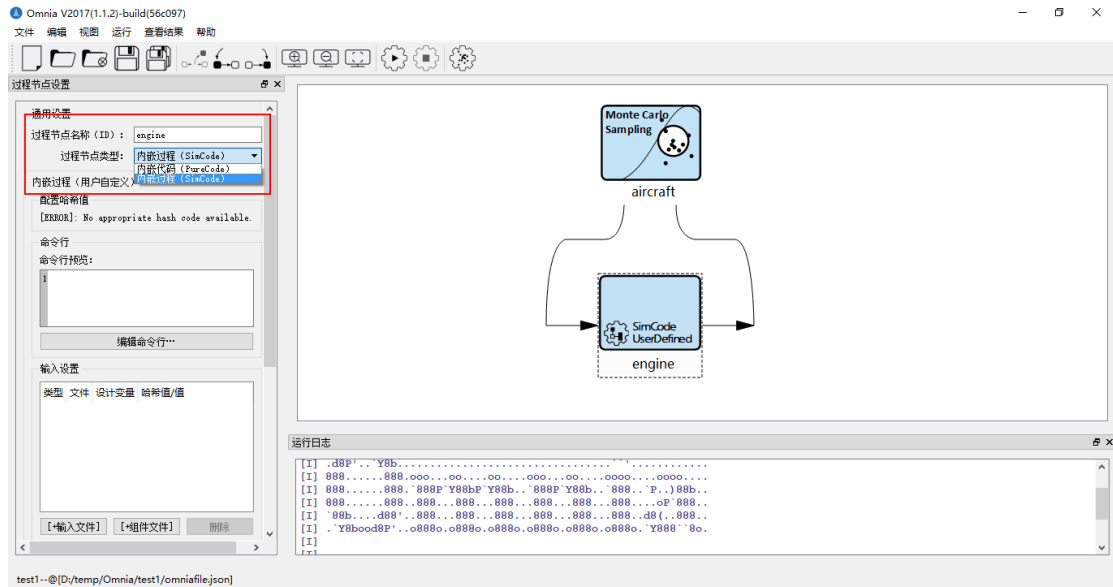 Omnia V2017(1.1.2)-build(56c097)
文件 编辑 视图 运行 查看结果 帮助
过程节点设置
通用设置
过程节点名称（ID）: engine
过程节点类型: 内嵌过程（SimCode）
内嵌代码（PureCode）
内嵌过程（SimCode）
内嵌过程（用户自定义）
配置哈希值
[ERROR]: No appropriate hash code available.
命令行
命令行预览:
1
编辑命令行…
输入设置
类型 文件 设计变量 哈希值/值
[+输入文件] [+组件文件] 删除
Monte Carlo
Sampling
aircraft
SimCode
UserDefined
engine
运行日志
[I] .d8P'..`Y8b................................``'............
[I] 888......888.ooo...oo....oo....ooo...oo....oooo....oooo....
[I] 888......888.`888P`Y88bP`Y88b..`888P`Y88b..`888..`P..)88b..
[I] 888......888..888...888...888...888...888...888....oP`888..
[I] `88b....d88'..888...888...888...888...888...888..d8(..888..
[I] .`Y8bood8P'..o888o.o888o.o888o.o888o.o888o.o888o.`Y888``8o.
[I]
[I]
test1--@[D:/temp/Omnia/test1/omniafile.json]